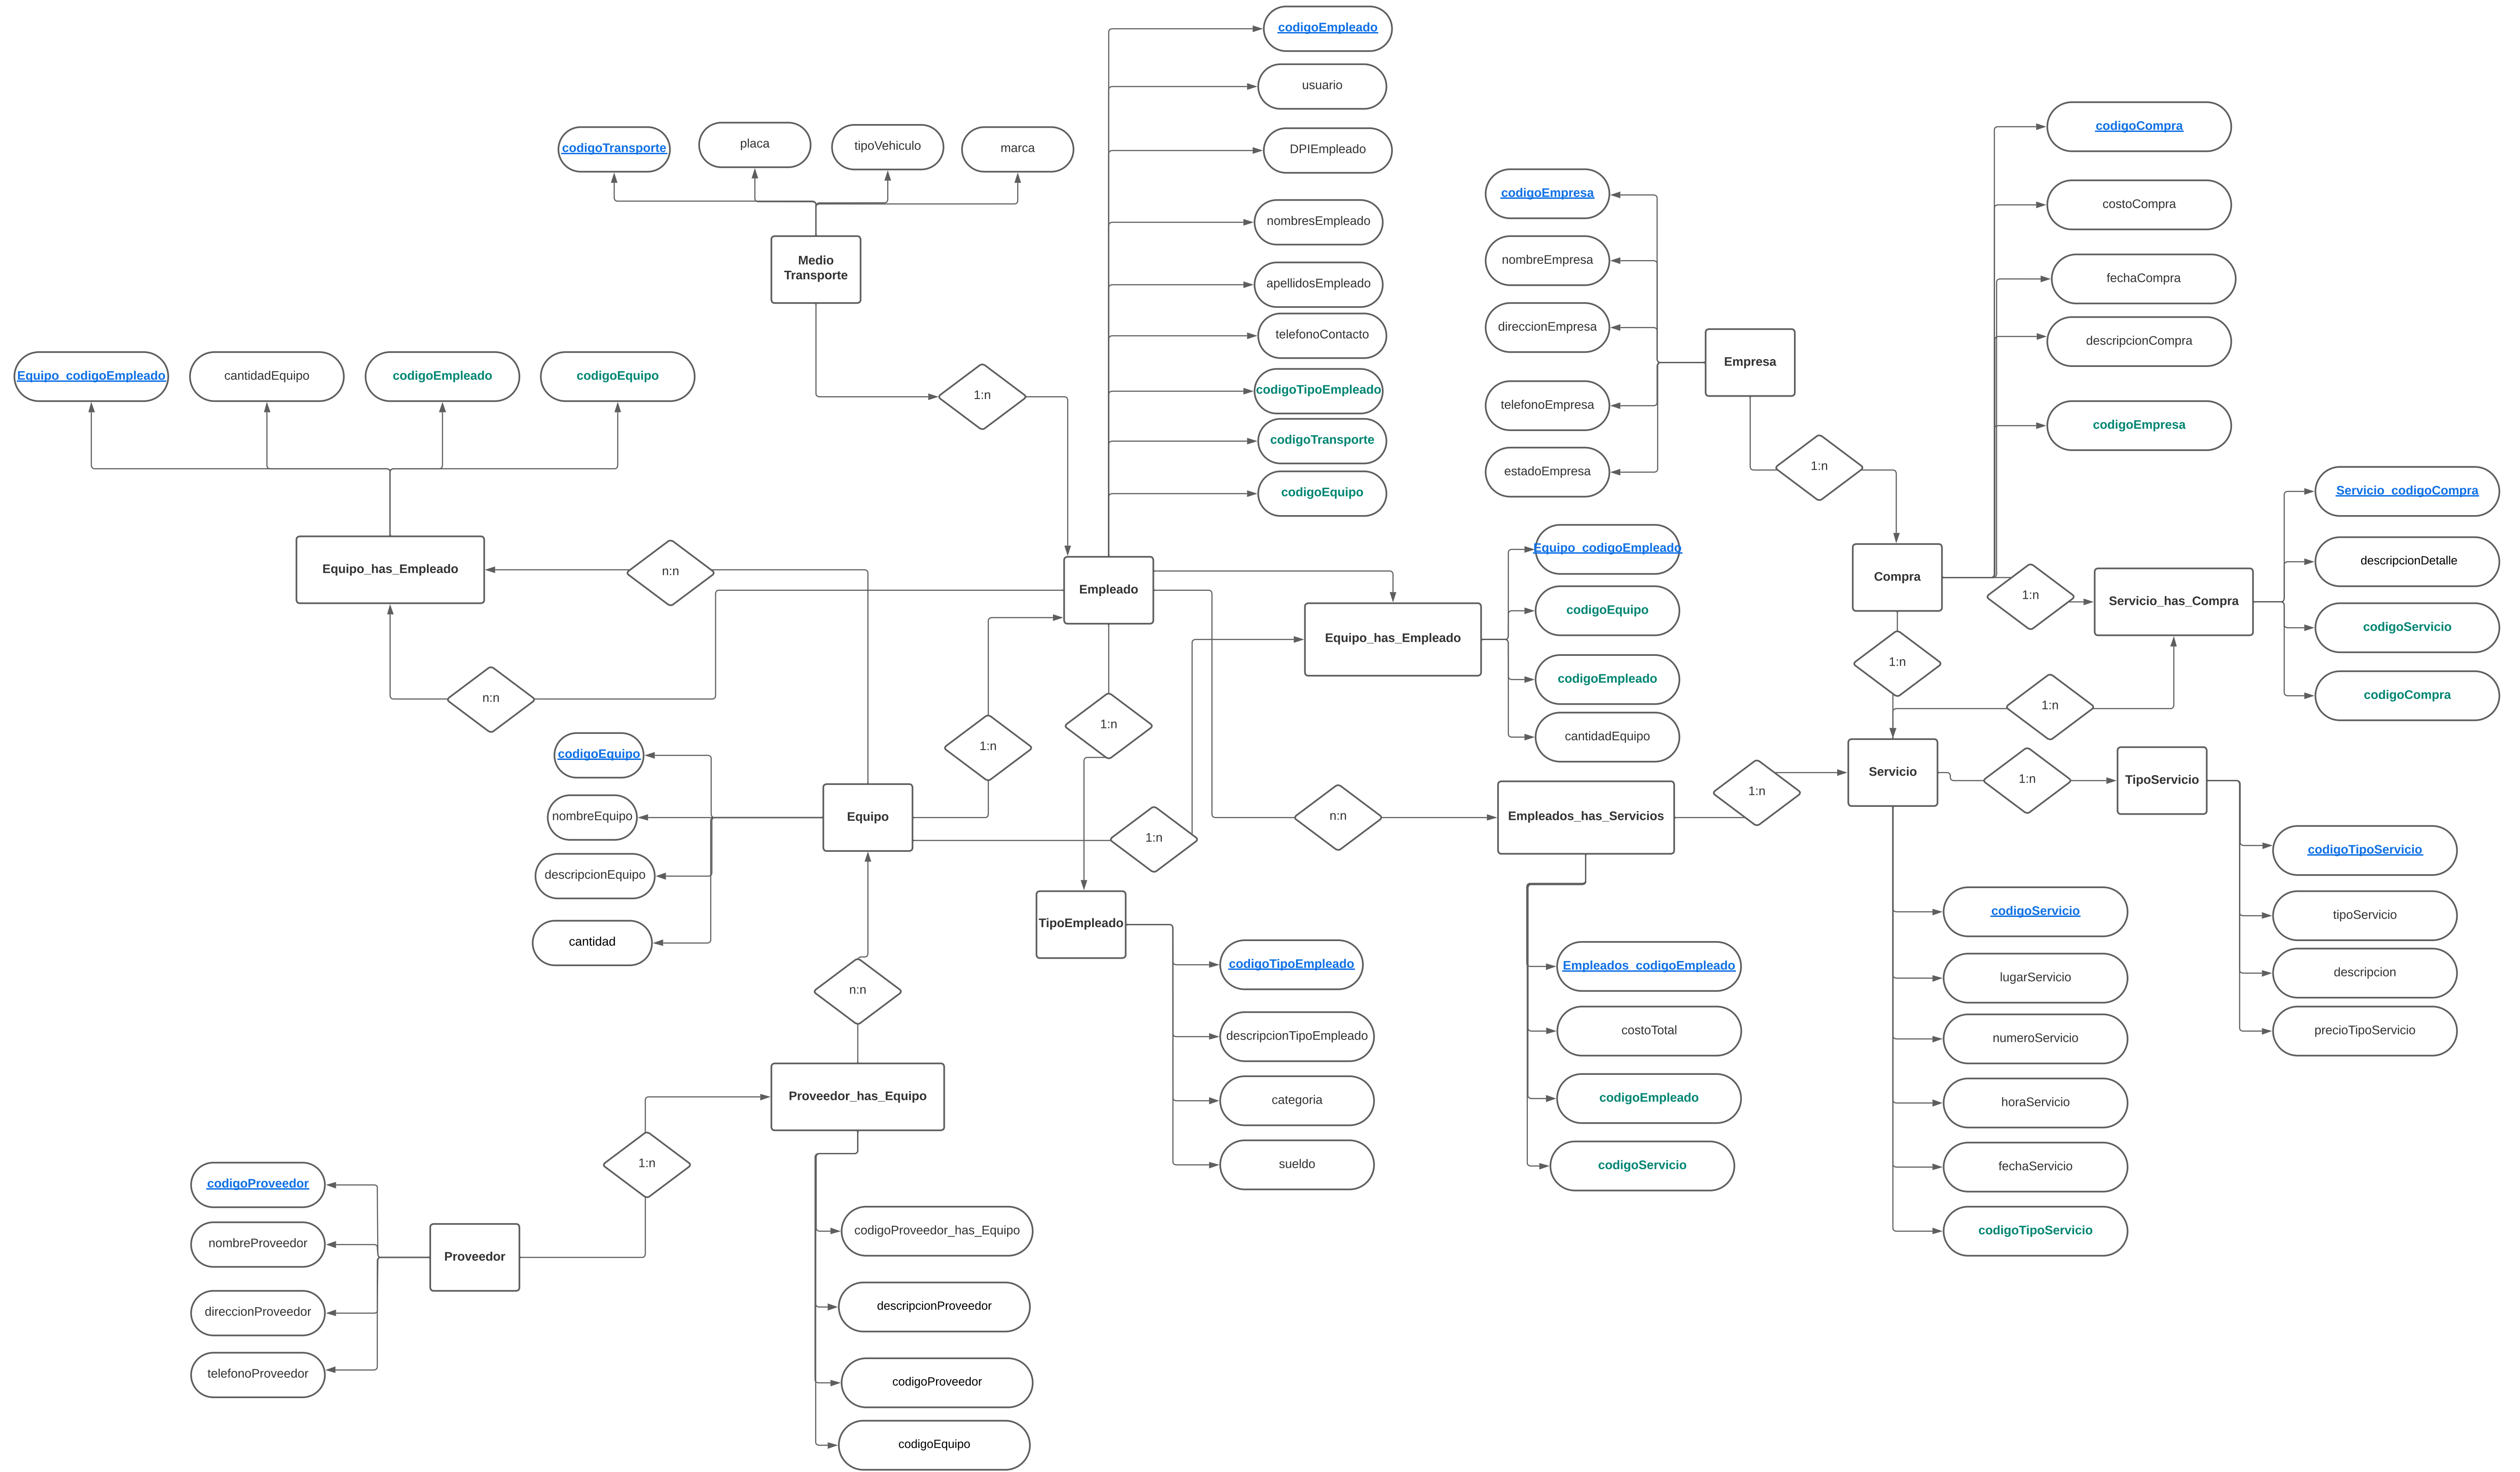 codigoEmpleado
usuario
DPIEmpleado
nombresEmpleado
apellidosEmpleado
telefonoContacto
codigoTipoEmpleado
codigoTransporte
codigoEquipo
codigoTransporte
placa
tipoVehiculo
marca
Medio
Transporte
1:n
Equipo_codigoEmpleado
cantidadEquipo
codigoEmpleado
codigoEquipo
Equipo_has_Empleado
n:n
n:n
Empleado
codigoEmpresa
nombreEmpresa
direccionEmpresa
telefonoEmpresa
estadoEmpresa
Empresa
1:n
codigoCompra
costoCompra
fechaCompra
descripcionCompra
codigoEmpresa
Compra
1:n
Servicio_has_Compra
Servicio_codigoCompra
descripcionDetalle
codigoServicio
codigoCompra
1:n
1:n
Equipo_has_Empleado
Equipo_codigoEmpleado
codigoEquipo
codigoEmpleado
cantidadEquipo
1:n
1:n
1:n
codigoEquipo
nombreEquipo
descripcionEquipo
cantidad
Equipo
n:n
Empleados_has_Servicios
1:n
Servicio
1:n
TipoServicio
codigoTipoServicio
tipoServicio
descripcion
precioTipoServicio
codigoServicio
lugarServicio
numeroServicio
horaServicio
fechaServicio
codigoTipoServicio
Empleados_codigoEmpleado
costoTotal
codigoEmpleado
codigoServicio
TipoEmpleado
codigoTipoEmpleado
descripcionTipoEmpleado
categoria
sueldo
n:n
Proveedor_has_Equipo
1:n
codigoProveedor
nombreProveedor
direccionProveedor
telefonoProveedor
Proveedor
codigoProveedor_has_Equipo
descripcionProveedor
codigoProveedor
codigoEquipo